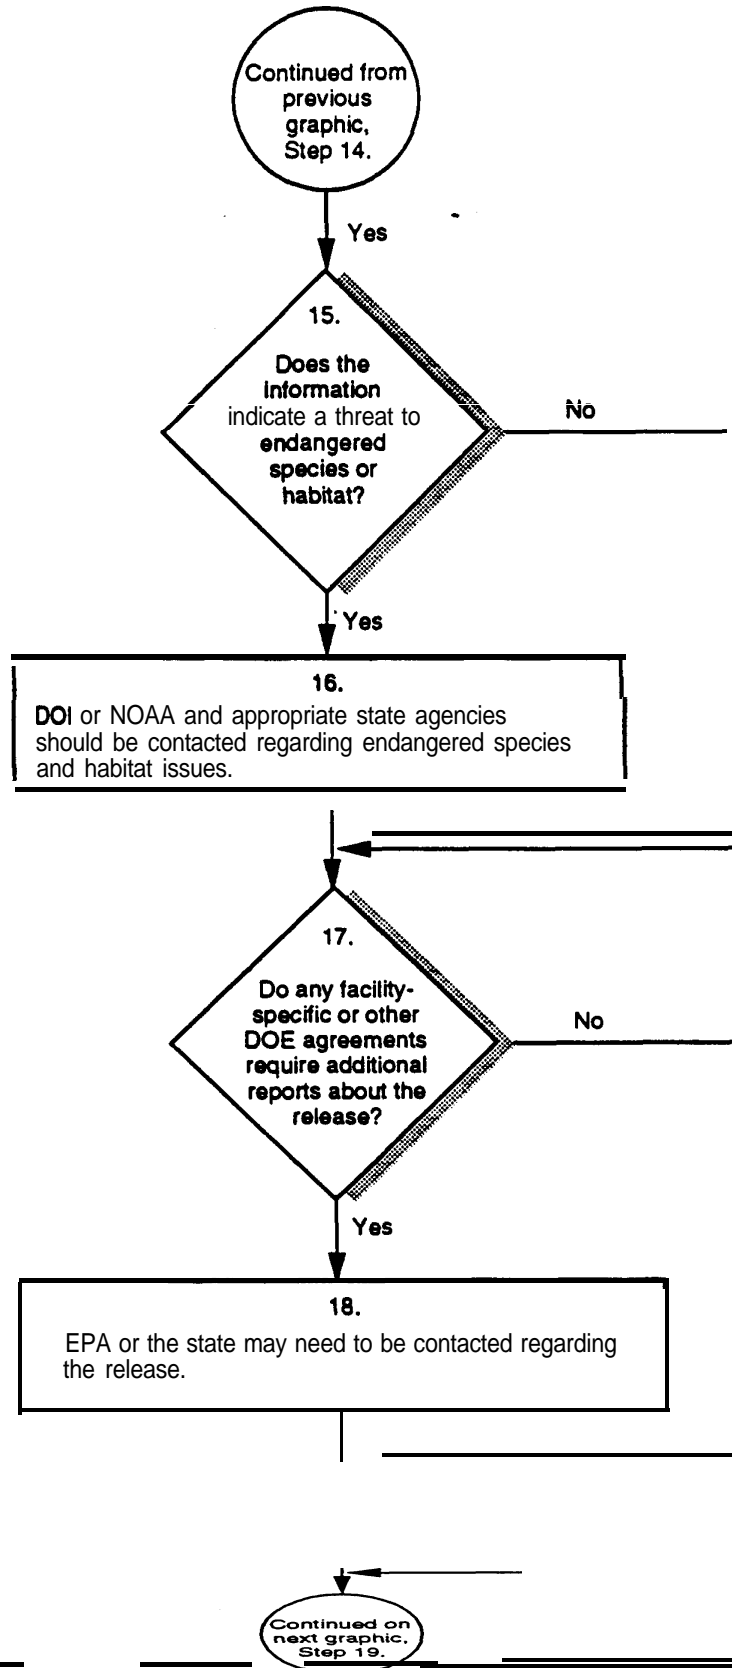 Continued from
previous
graphic,
Step 14.
Yes
15.
Does the
information
indicate a threat to
endangered
species or
habitat?
No
Yes
16.
DOI or NOAA and appropriate state agencies
should be contacted regarding endangered species
and habitat issues.
17.
Do any facility-
specific or other
DOE agreements
require additional
reports about the
release?
No
Yes
18.
EPA or the state may need to be contacted regarding
the release.
Continued on
next graphic,
Step 19.